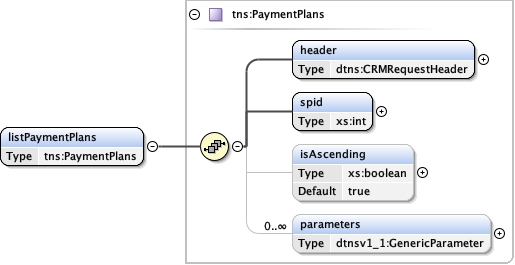 tns:PaymentPlans
header
Type dtns:CRMRequestHeader
spid
Type xs:int
listPaymentPlans
Type tns:PaymentPlans
isAscending
Type xs:boolean
Default true
0..∞
parameters
Type dtnsv1_1:GenericParameter